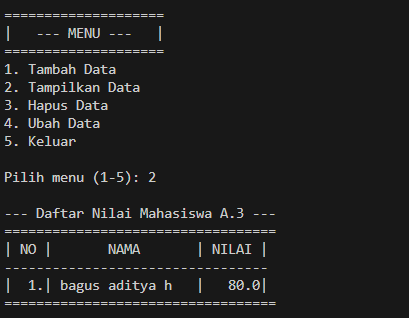 ====================
|   --- MENU ---   |
====================
1. Tambah Data
2. Tampilkan Data
3. Hapus Data
4. Ubah Data
5. Keluar

Pilih menu (1-5): 2

--- Daftar Nilai Mahasiswa A.3 ---
==================================
| NO |       NAMA       | NILAI |
---------------------------------
|  1.| bagus aditya h   |   80.0|
==================================